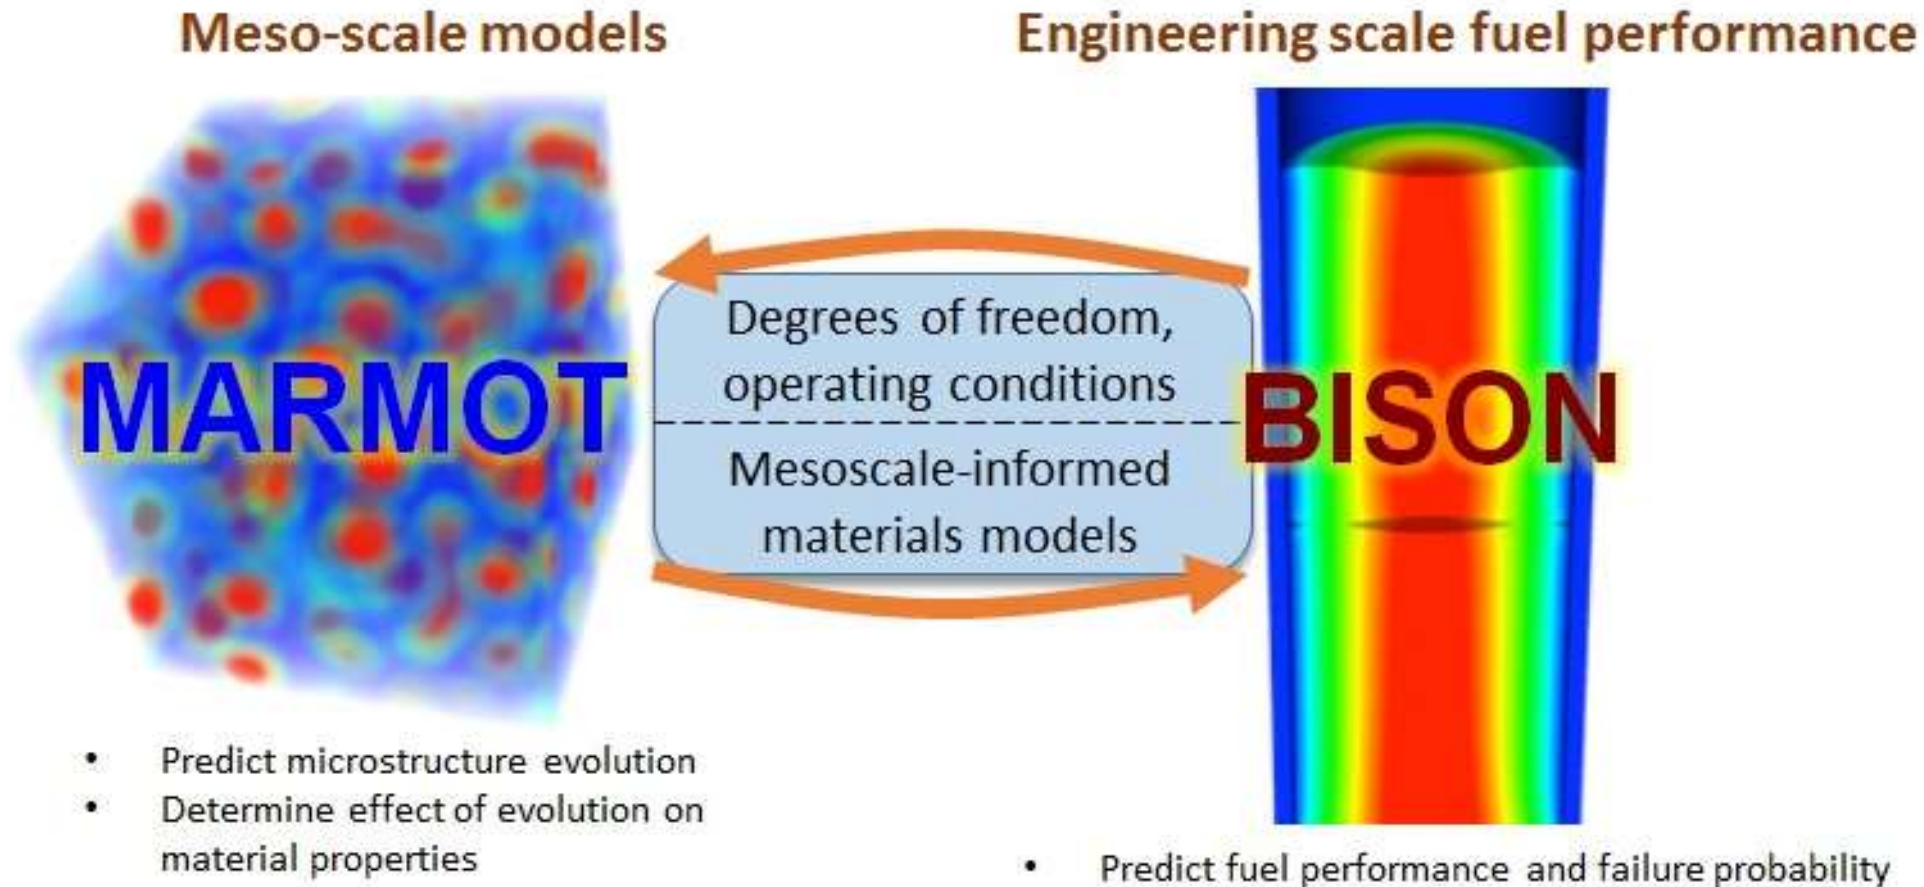 Meso-scale models
Engineering scale fuel performance
MARMOT
Degrees of freedom,
operating conditions
Mesoscale-informed
materials models
BISON
• Predict microstructure evolution
• Determine effect of evolution on
material properties
• Predict fuel performance and failure probability